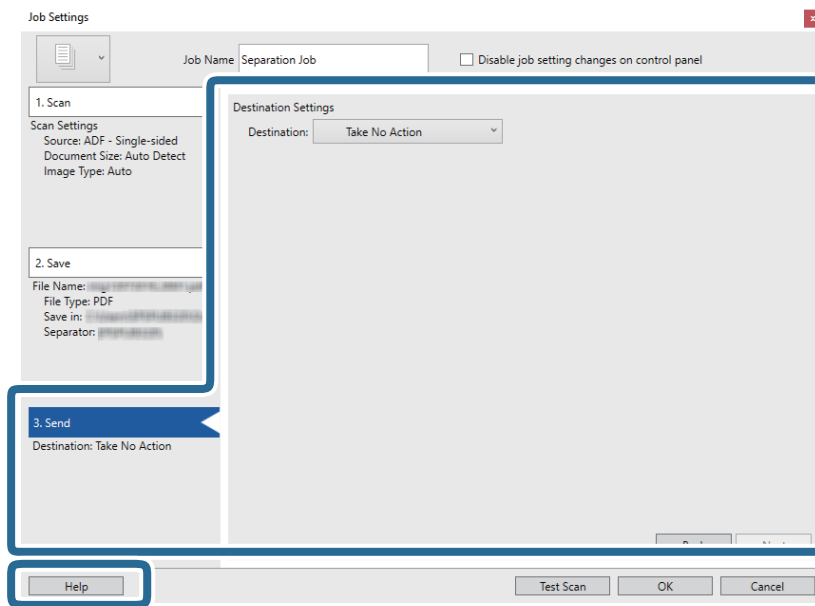 Job Settings
Job Name Separation Job Disable job setting changes on control panel
1. Scan
Scan Settings
Source: ADF - Single-sided
Document Size: Auto Detect
Image Type: Auto
2. Save
File Name:
File Type: PDF
Save in:
Separator:
3. Send
Destination: Take No Action
Destination Settings
Destination: Take No Action
Help Test Scan OK Cancel